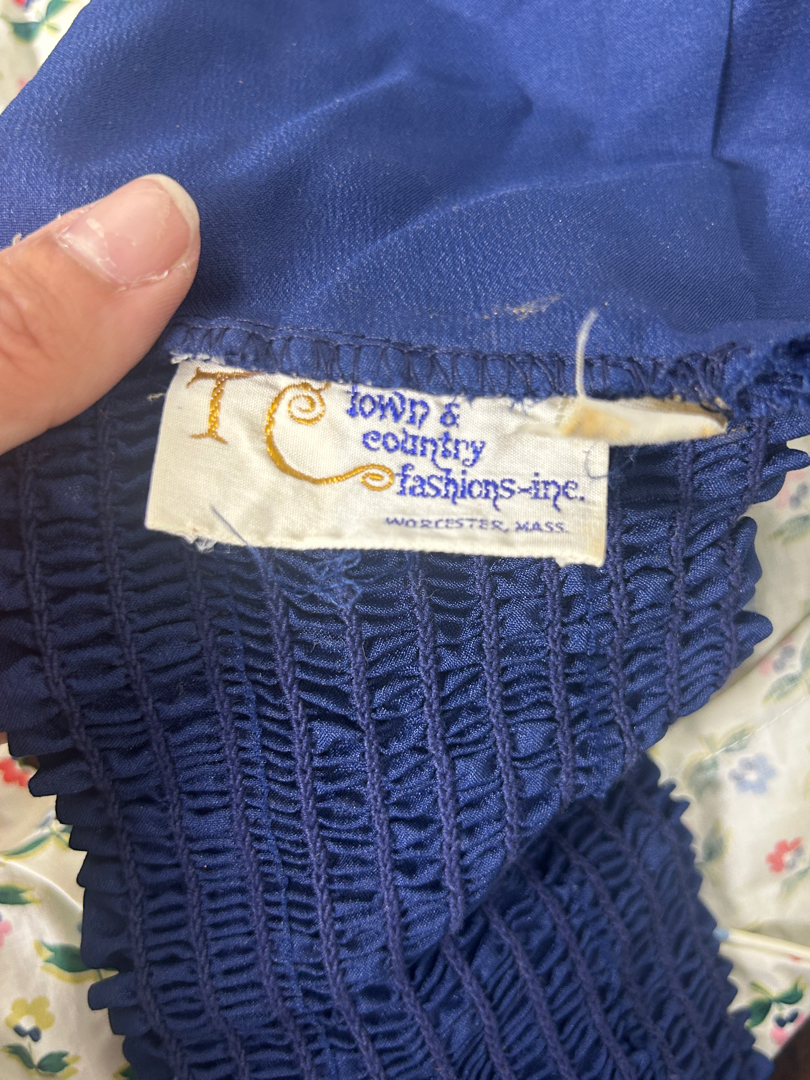 TC
town &
country
fashions-inc.
WORCESTER, MASS.